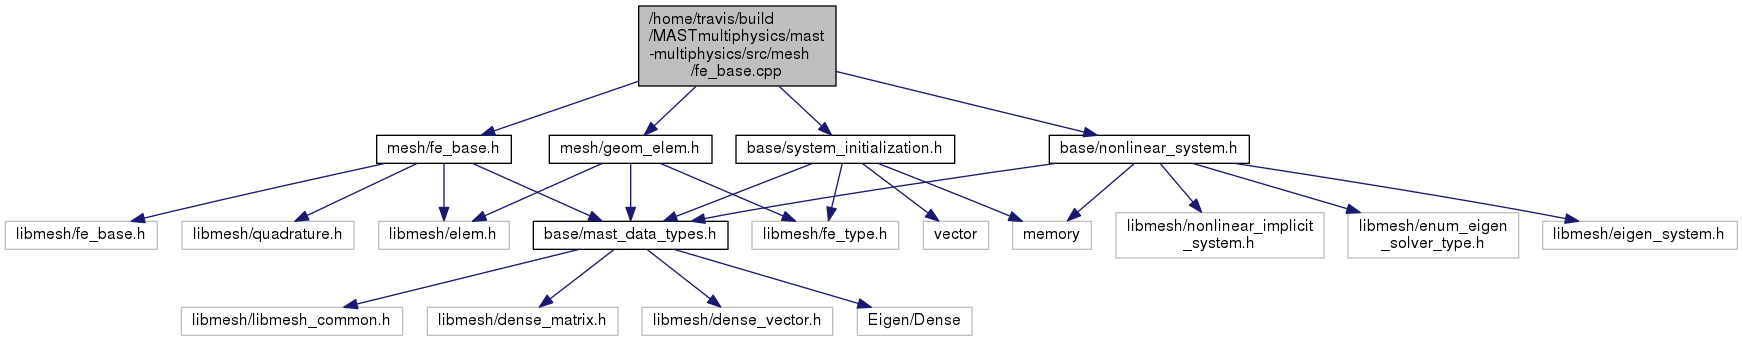 /home/travis/build
/MASTmultiphysics/mast
-multiphysics/src/mesh
/fe_base.cpp
mesh/fe_base.h
mesh/geom_elem.h
base/system_initialization.h
base/nonlinear_system.h
libmesh/fe_base.h
libmesh/quadrature.h
libmesh/elem.h
base/mast_data_types.h
libmesh/fe_type.h
vector
memory
libmesh/nonlinear_implicit
_system.h
libmesh/enum_eigen
_solver_type.h
libmesh/eigen_system.h
libmesh/libmesh_common.h
libmesh/dense_matrix.h
libmesh/dense_vector.h
Eigen/Dense